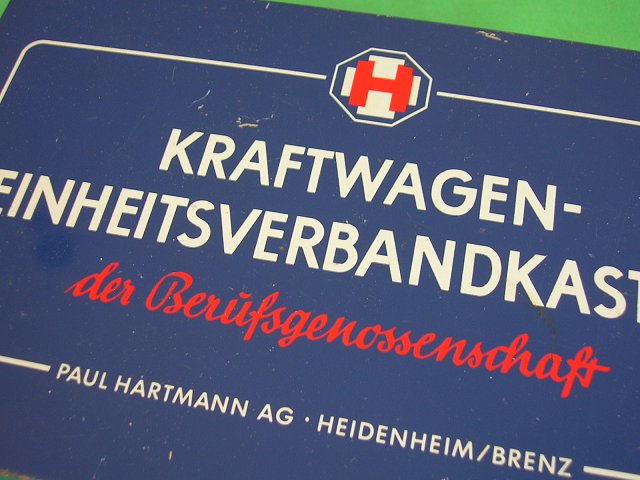 H
KRAFTWAGEN-
EINHEITSVERBANDKAST
der Berufsgenossenschaft
PAUL HARTMANN AG · HEIDENHEIM/BRENZ